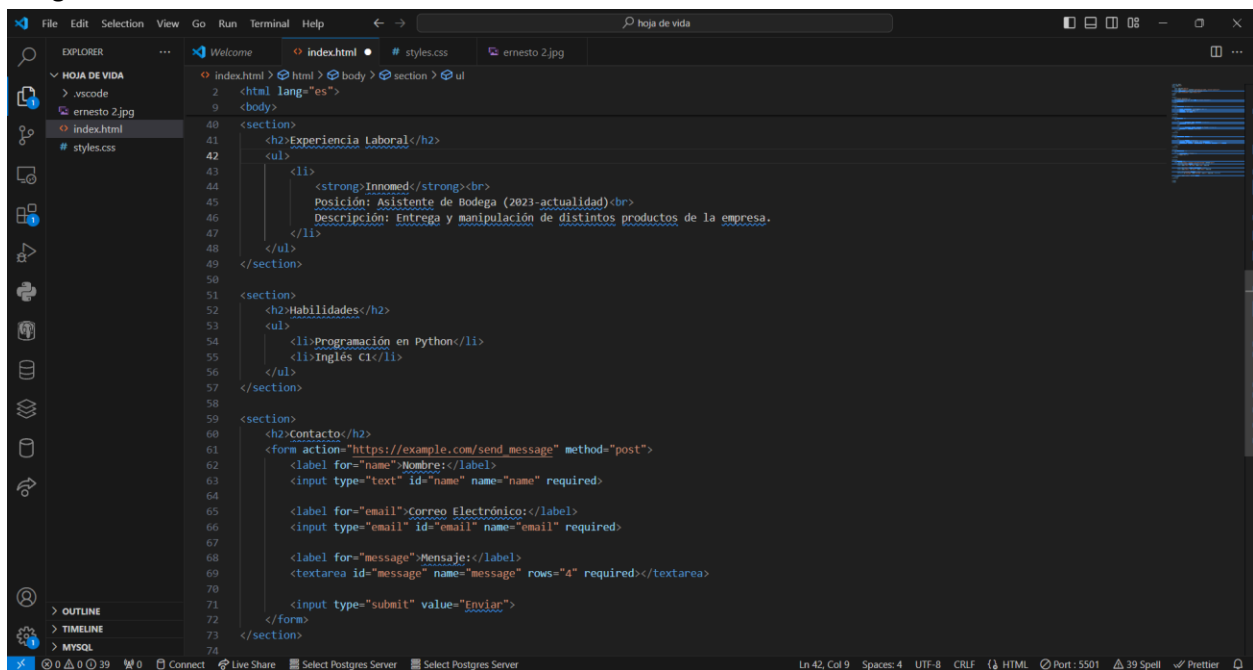 File Edit Selection View Go Run Terminal Help ← → hoja de vida
EXPLORER ···
HOJA DE VIDA
> .vscode
ernesto 2.jpg
<> index.html
# styles.css
> OUTLINE
> TIMELINE
> MYSQL
Welcome <> index.html ● # styles.css ernesto 2.jpg
<> index.html > html > body > section > ul
2 <html lang="es">
9 <body>
40 <section>
41 <h2>Experiencia Laboral</h2>
42 <ul>
43 <li>
44 <strong>Innomed</strong><br>
45 Posición: Asistente de Bodega (2023-actualidad)<br>
46 Descripción: Entrega y manipulación de distintos productos de la empresa.
47 </li>
48 </ul>
49 </section>
50
51 <section>
52 <h2>Habilidades</h2>
53 <ul>
54 <li>Programación en Python</li>
55 <li>Inglés C1</li>
56 </ul>
57 </section>
58
59 <section>
60 <h2>Contacto</h2>
61 <form action="https://example.com/send_message" method="post">
62 <label for="name">Nombre:</label>
63 <input type="text" id="name" name="name" required>
64
65 <label for="email">Correo Electrónico:</label>
66 <input type="email" id="email" name="email" required>
67
68 <label for="message">Mensaje:</label>
69 <textarea id="message" name="message" rows="4" required></textarea>
70
71 <input type="submit" value="Enviar">
72 </form>
73 </section>
74
0 0 39 0 Connect Live Share Select Postgres Server Select Postgres Server Ln 42, Col 9 Spaces: 4 UTF-8 CRLF HTML Port : 5501 39 Spell Prettier